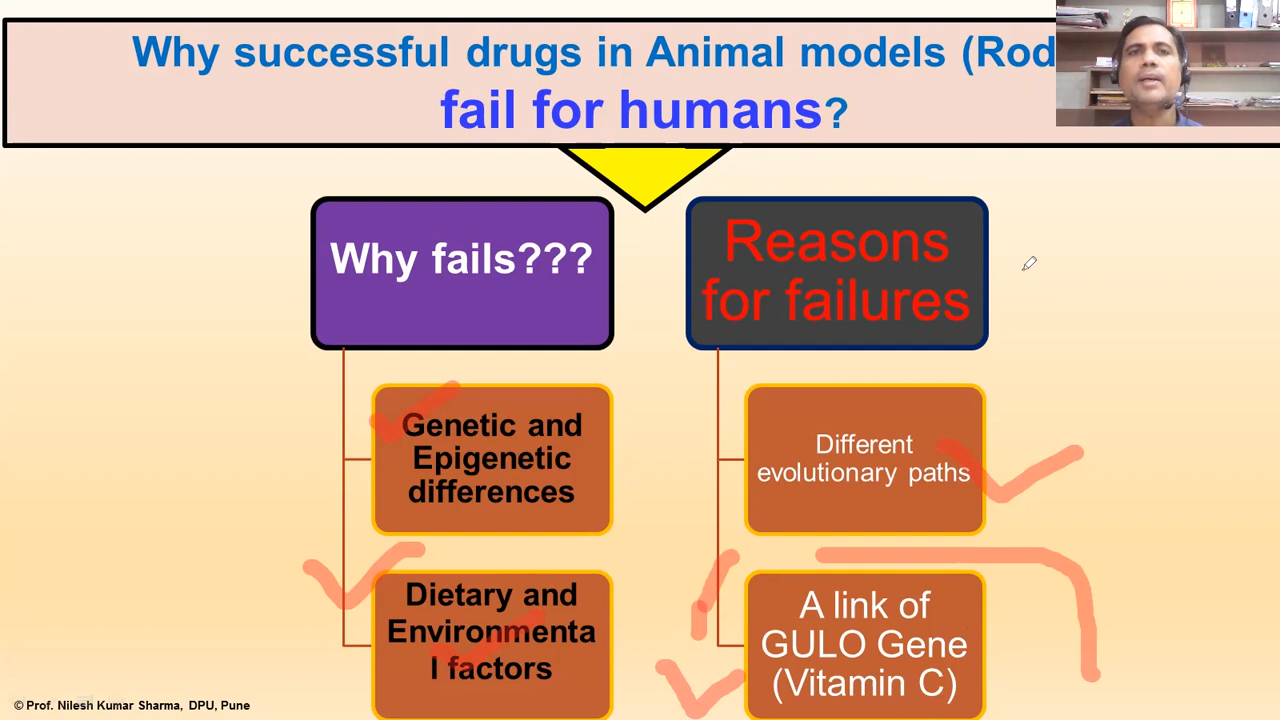 Why successful drugs in Animal models (Rod
fail for humans?
Why fails???
Genetic and
Epigenetic
differences
Dietary and
Environmenta
l factors
Reasons
for failures
Different
evolutionary paths
A link of
GULO Gene
(Vitamin C)
© Prof. Nilesh Kumar Sharma, DPU, Pune